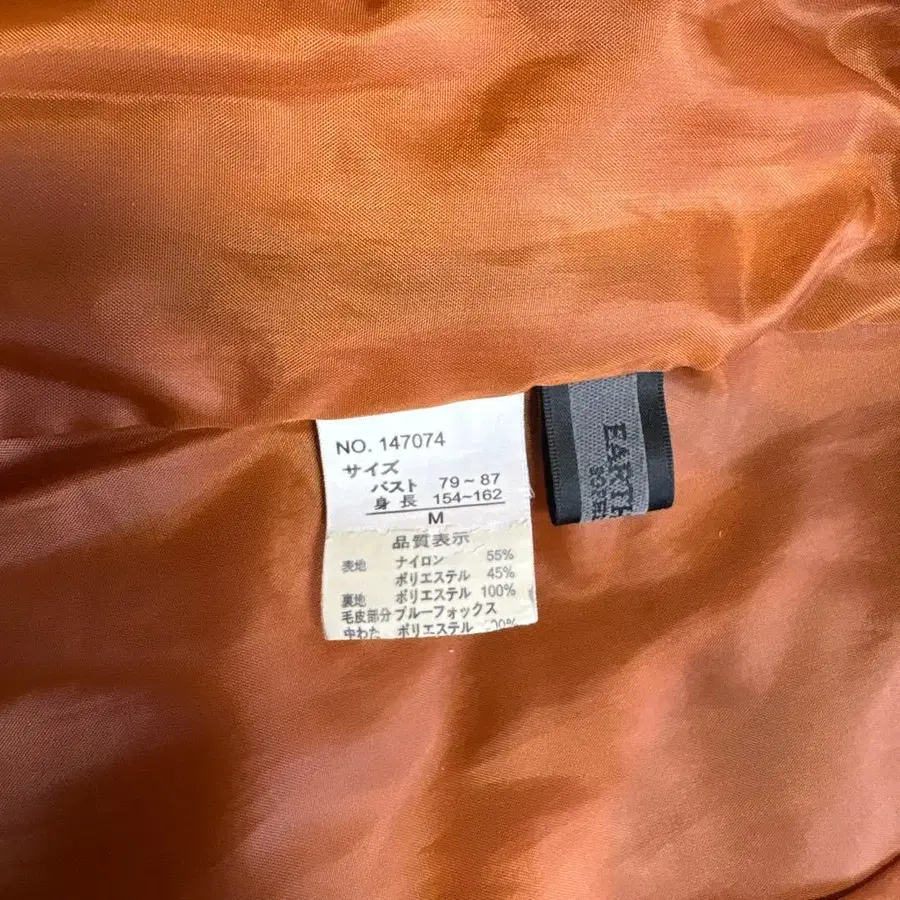 NO. 147074
サイズ
バスト 79～87
身長 154~162
M
品質表示
表地 ナイロン 55%
ポリエステル 45%
裏地 ポリエステル 100%
毛皮部分 ブルーフォックス
中わた ポリエステル 00%
EARTH